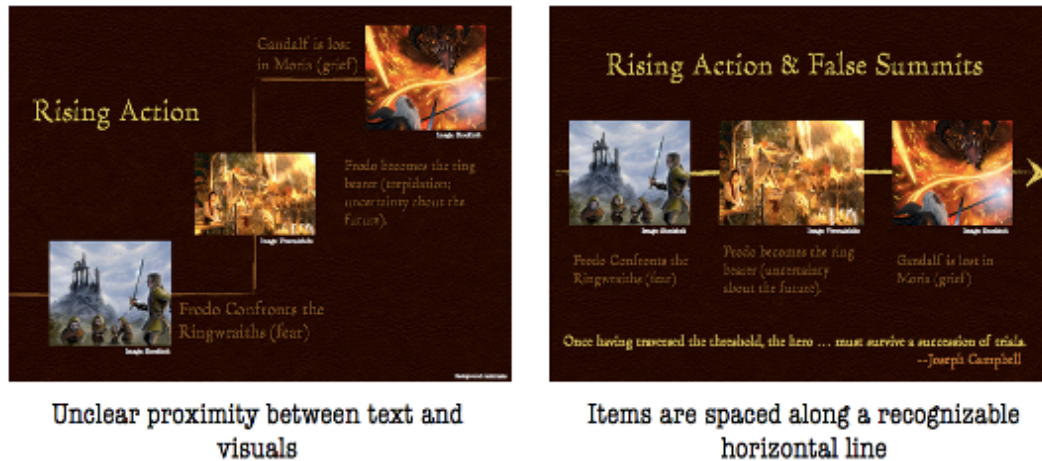 Gandalf is lost
in Moria (grief)
Rising Action
Frodo becomes the ring
bearer (trepidation;
uncertainty about the
future).
Frodo Confronts the
Ringwraiths (fear)
Unclear proximity between text and
visuals
Rising Action & False Summits
Frodo Confronts the
Ringwraiths (fear)
Frodo becomes the ring
bearer (uncertainty
about the future).
Gandalf is lost in
Moria (grief)
Once having traversed the threshold, the hero ... must survive a succession of trials.
--Joseph Campbell
Items are spaced along a recognizable
horizontal line